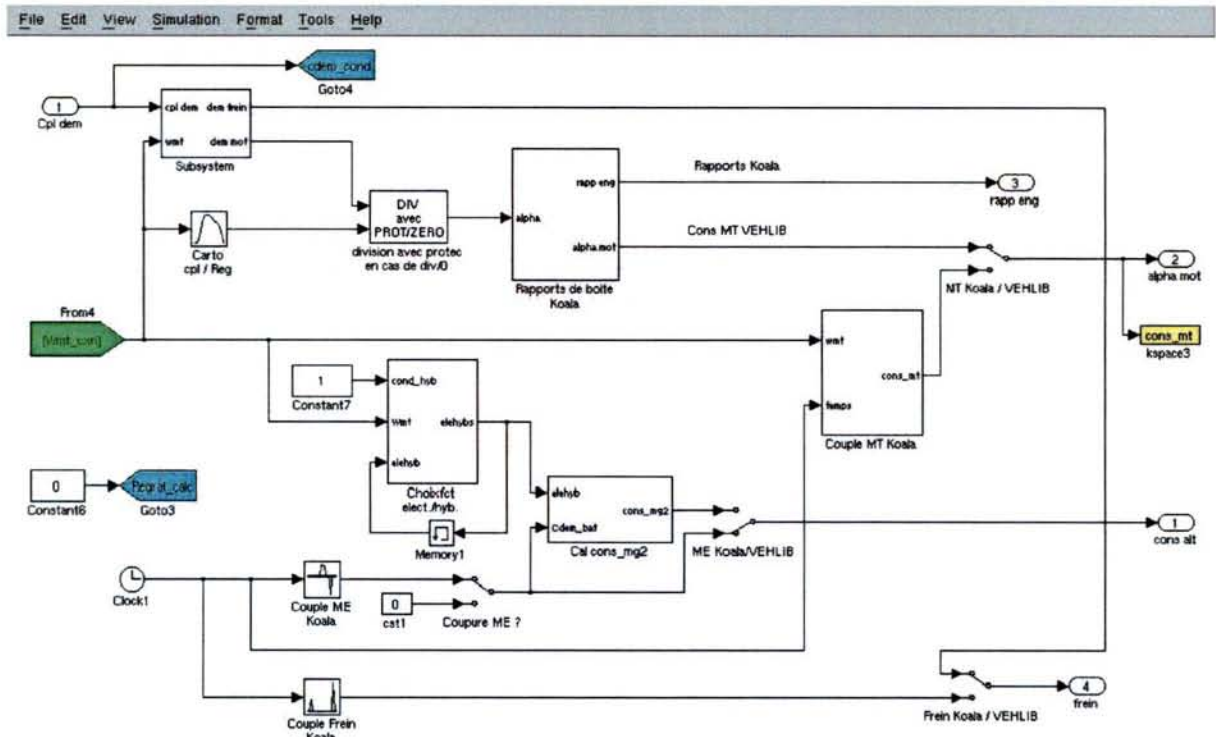 File Edit View Simulation Format Tools Help
cdem_cond
Goto4
1
Cpl dem
cpl dem dem frein
wmt dem mot
Subsystem
Carto
cpl / Reg
DIV
avec
PROT/ZERO
division avec protec
en cas de div/0
rapp eng
alpha
alpha mot
Rapports de boite
Koala
Rapports Koala
3
rapp eng
Cons MT VEHLIB
MT Koala / VEHLIB
2
alpha mot
cons_mt
kspace3
From4
wmt
cons_mt
temps
Couple MT Koala
1
Constant7
cond_hyb
Wmt elehybs
elehyb
Choixfct
elect./hyb.
Memory1
0
Constant6
Goto3
elehyb
cons_mg2
Cdem_bat
Cal cons_mg2
ME Koala/VEHLIB
1
cons alt
Clock1
Couple ME
Koala
0
cst1
Coupure ME ?
Couple Frein
Koala
Frein Koala / VEHLIB
4
frein